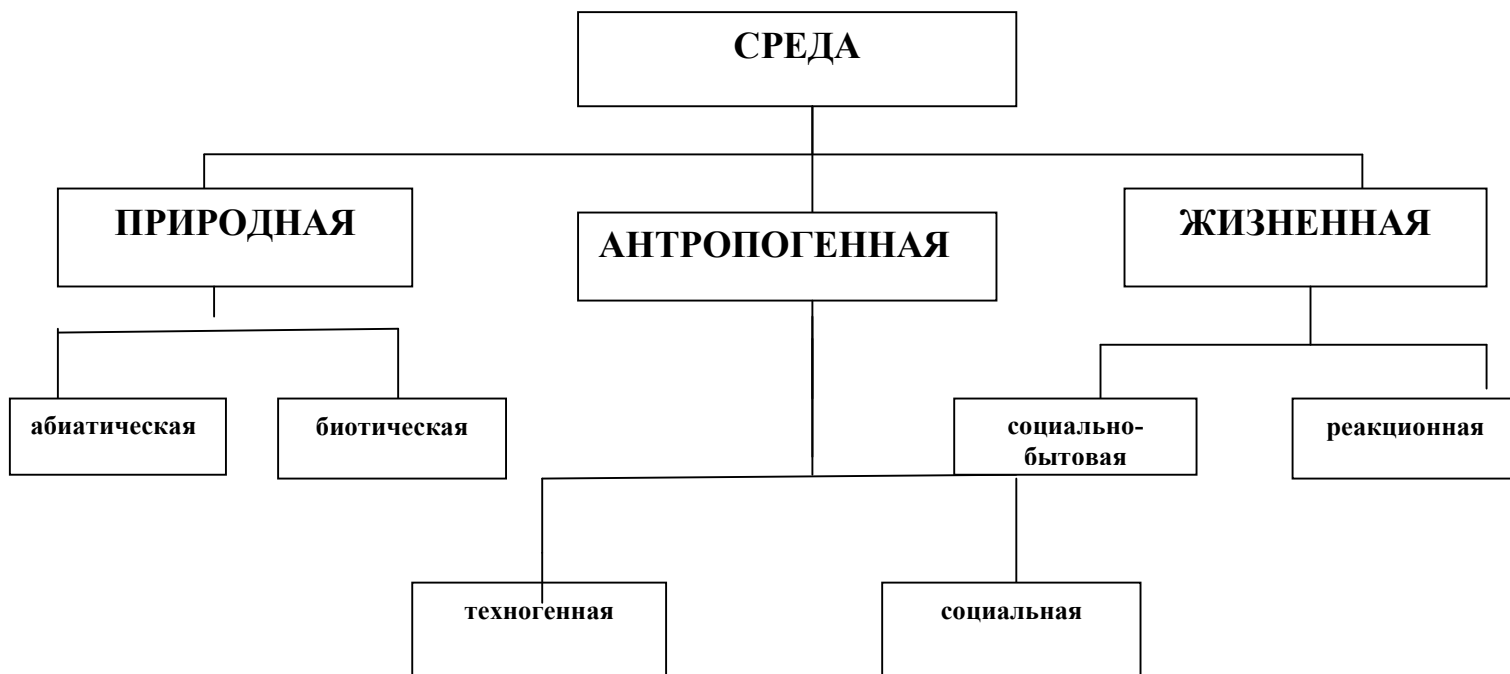 СРЕДА
ПРИРОДНАЯ
АНТРОПОГЕННАЯ
ЖИЗНЕННАЯ
абиатическая
биотическая
социально-
бытовая
реакционная
техногенная
социальная